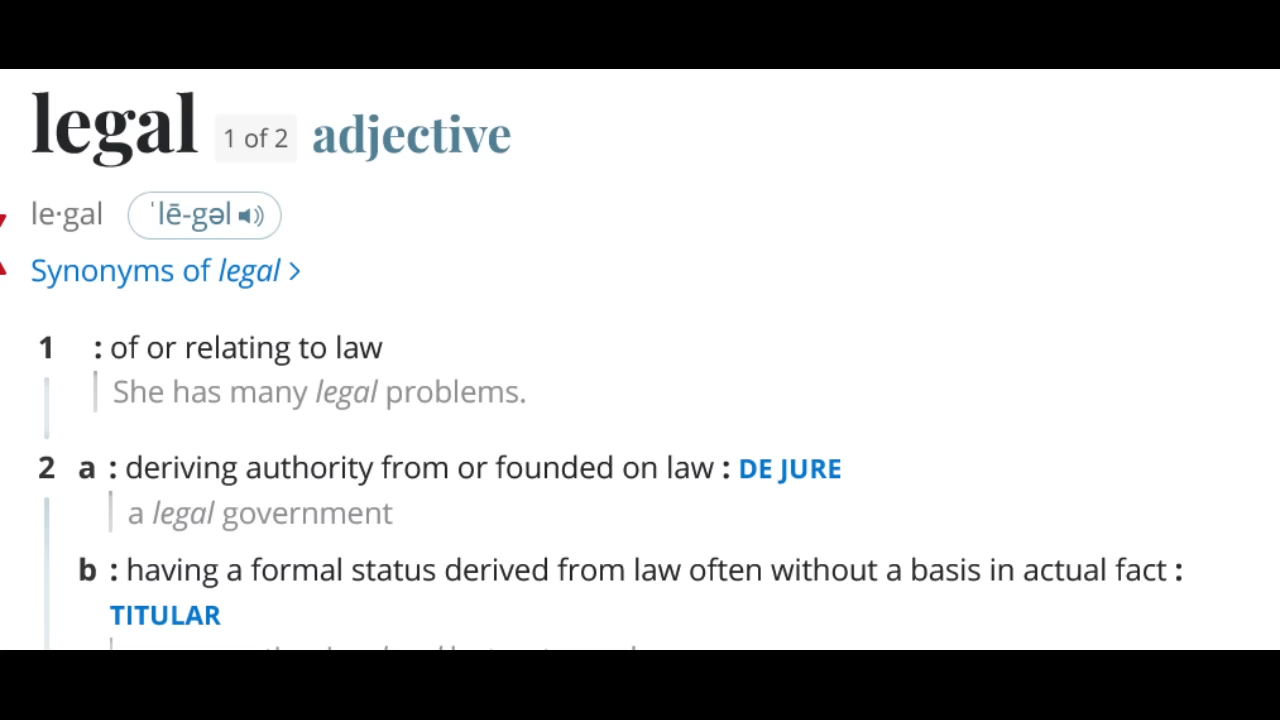 legal 1 of 2 adjective
le·gal ˈlē-gəl
Synonyms of legal >
1 : of or relating to law
She has many legal problems.
2 a : deriving authority from or founded on law : DE JURE
a legal government
b : having a formal status derived from law often without a basis in actual fact :
TITULAR